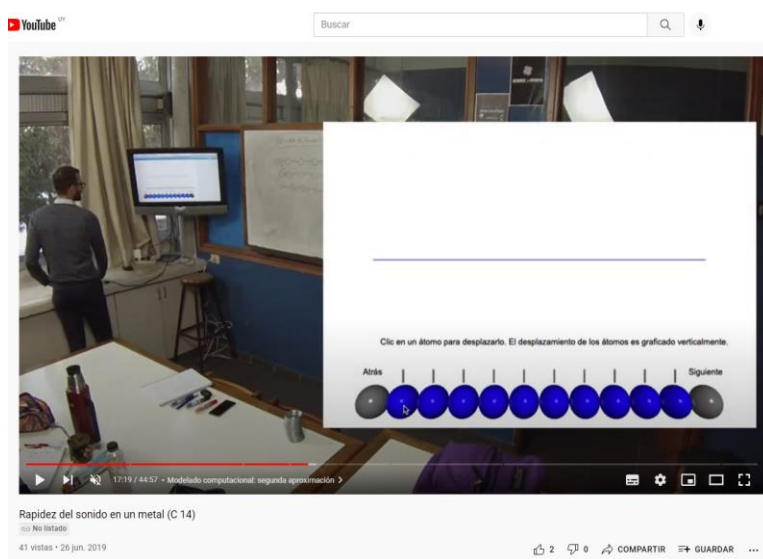 YouTube UY
Buscar
Clic en un átomo para desplazarlo. El desplazamiento de los átomos es graficado verticalmente.
Atrás
Siguiente
17:19 / 44:57 • Modelado computacional: segunda aproximación >
Rapidez del sonido en un metal (C 14)
No listado
41 vistas • 26 jun. 2019
2 0 COMPARTIR GUARDAR ...